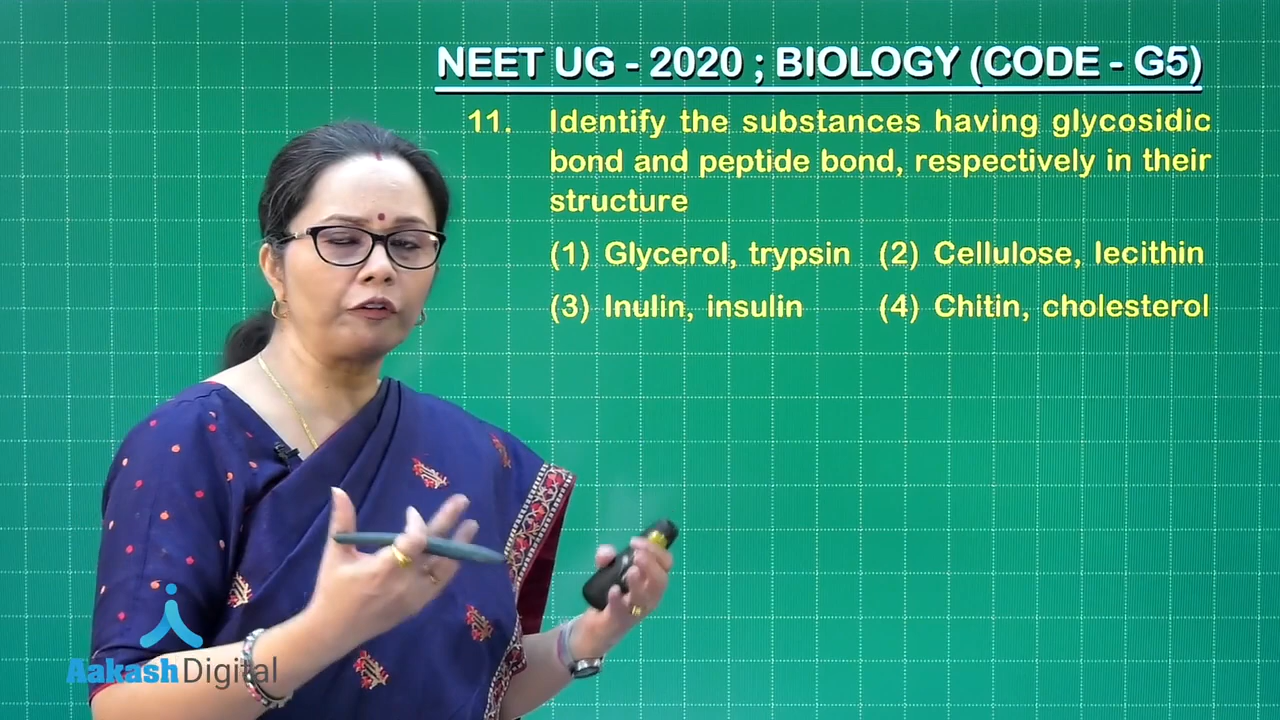 NEET UG - 2020 ; BIOLOGY (CODE - G5)
11. Identify the substances having glycosidic
bond and peptide bond, respectively in their
structure
(1) Glycerol, trypsin (2) Cellulose, lecithin
(3) Inulin, insulin (4) Chitin, cholesterol
Aakash Digital